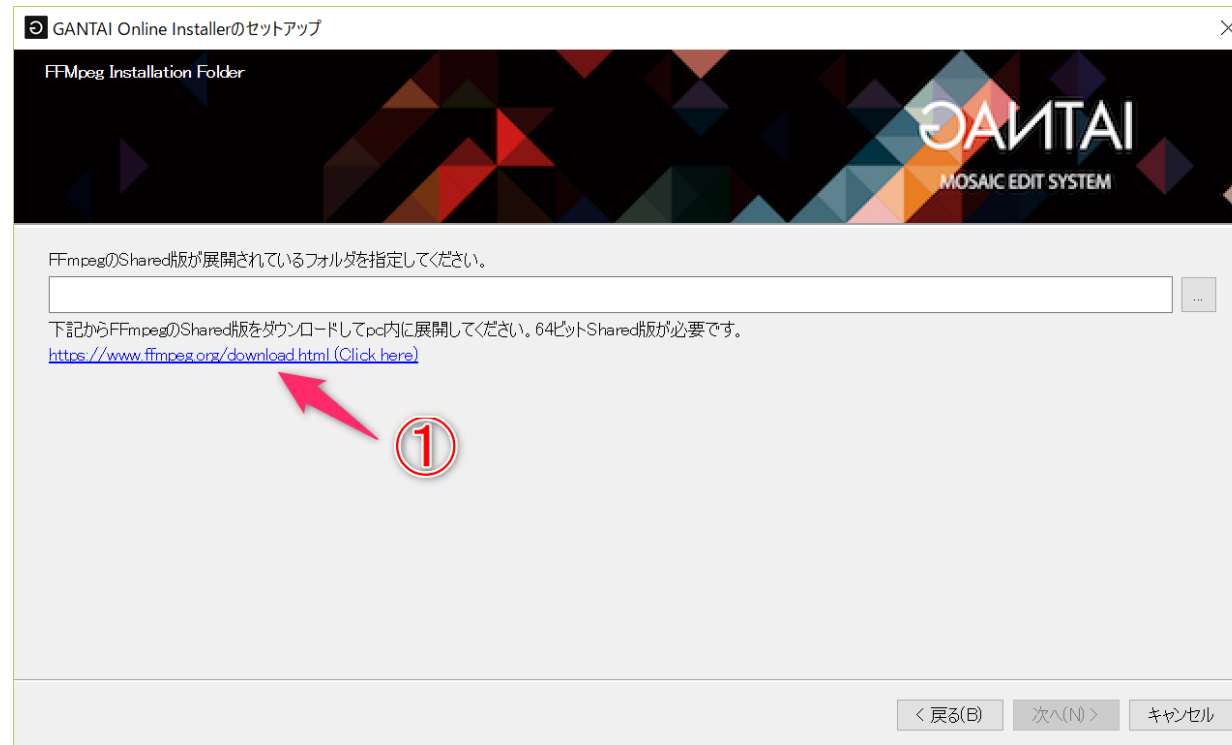 GANTAI Online Installerのセットアップ
FFMpeg Installation Folder
GANTAI
MOSAIC EDIT SYSTEM
FFmpegのShared版が展開されているフォルダを指定してください。
...
下記からFFmpegのShared版をダウンロードしてpc内に展開してください。64ビットShared版が必要です。
https://www.ffmpeg.org/download.html (Click here)
①
< 戻る(B)
次へ(N) >
キャンセル